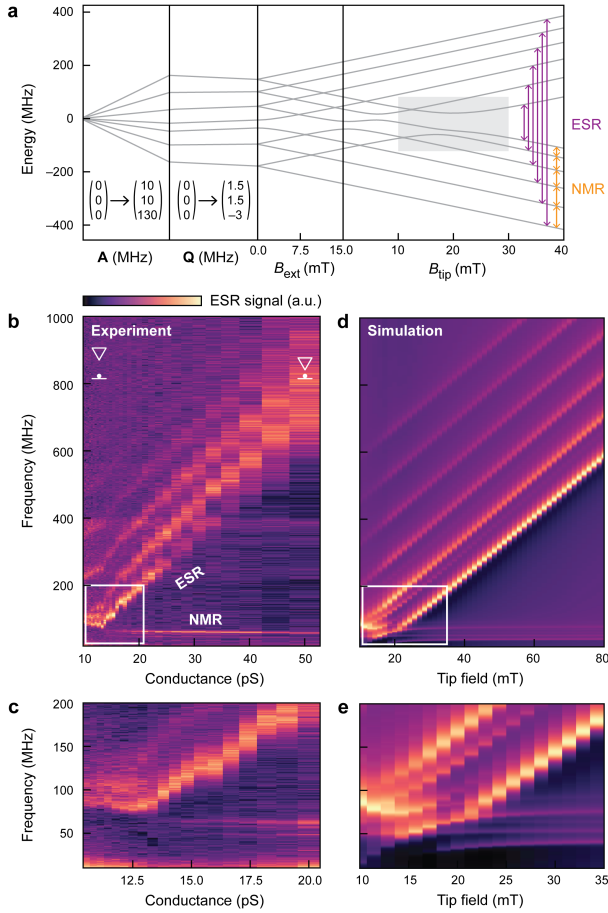 a
Energy (MHz)
400
200
0
−200
−400
ESR
NMR
(0 0 0) → (10 10 130)
(0 0 0) → (1.5 1.5 −3)
A (MHz)
Q (MHz)
0.0 7.5 15.0
Bext (mT)
10 20 30 40
Btip (mT)
ESR signal (a.u.)
b
Experiment
Frequency (MHz)
1000
800
600
400
200
ESR
NMR
10 20 30 40 50
Conductance (pS)
d
Simulation
20 40 60 80
Tip field (mT)
c
Frequency (MHz)
200
150
100
50
12.5 15.0 17.5 20.0
Conductance (pS)
e
10 15 20 25 30 35
Tip field (mT)